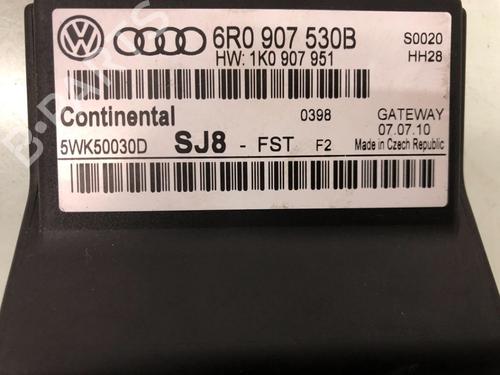 6R0 907 530B
HW: 1K0 907 951
S0020
HH28
Continental
0398
GATEWAY
07.07.10
5WK50030D SJ8 - FST F2 Made in Czech Republic
B-PARTS